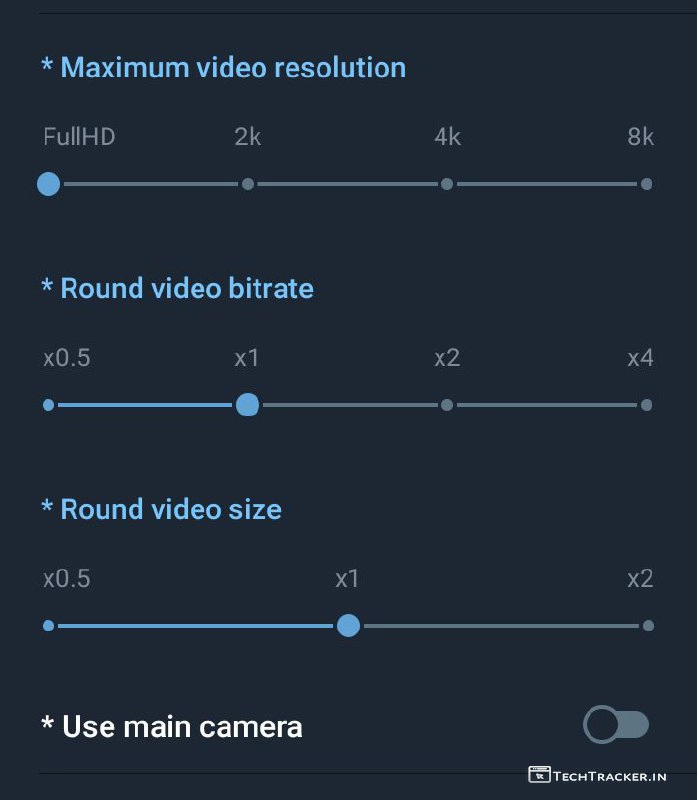 * Maximum video resolution
FullHD 2k 4k 8k
* Round video bitrate
x0.5 x1 x2 x4
* Round video size
x0.5 x1 x2
* Use main camera
TECHTRACKER.IN